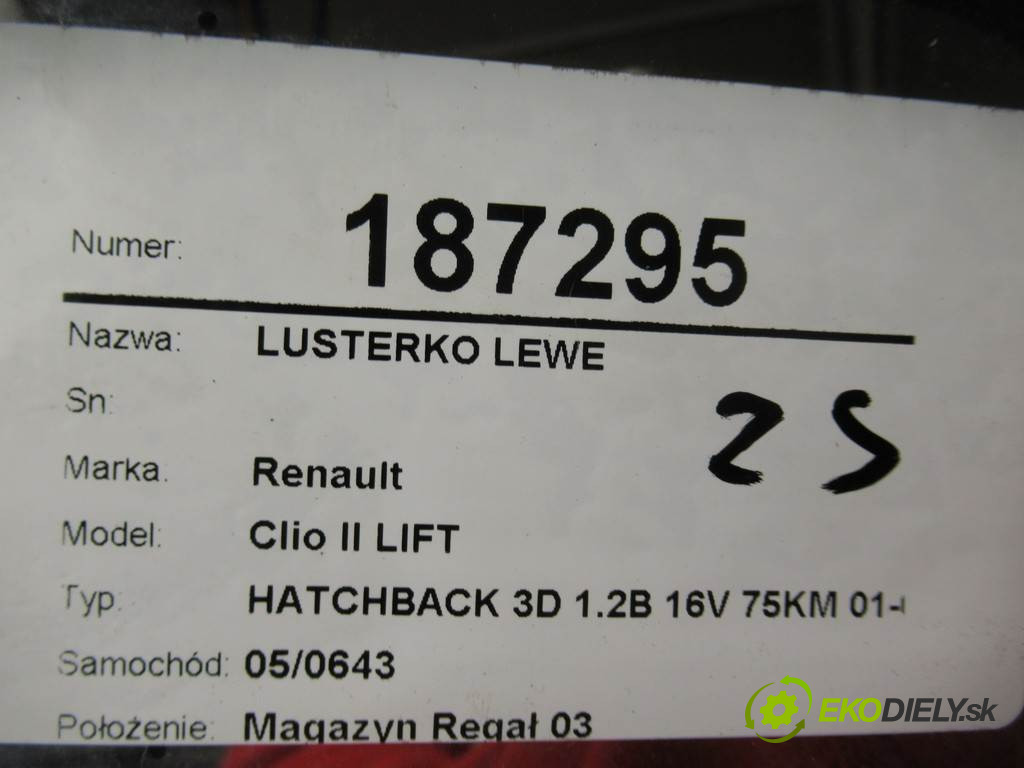 Numer: 187295
Nazwa: LUSTERKO LEWE
Sn:
25
Marka. Renault
Model: Clio II LIFT
Typ. HATCHBACK 3D 1.2B 16V 75KM 01-
Samochód: 05/0643
Położenie: Magazyn Regał 03
EKODIELY.sk